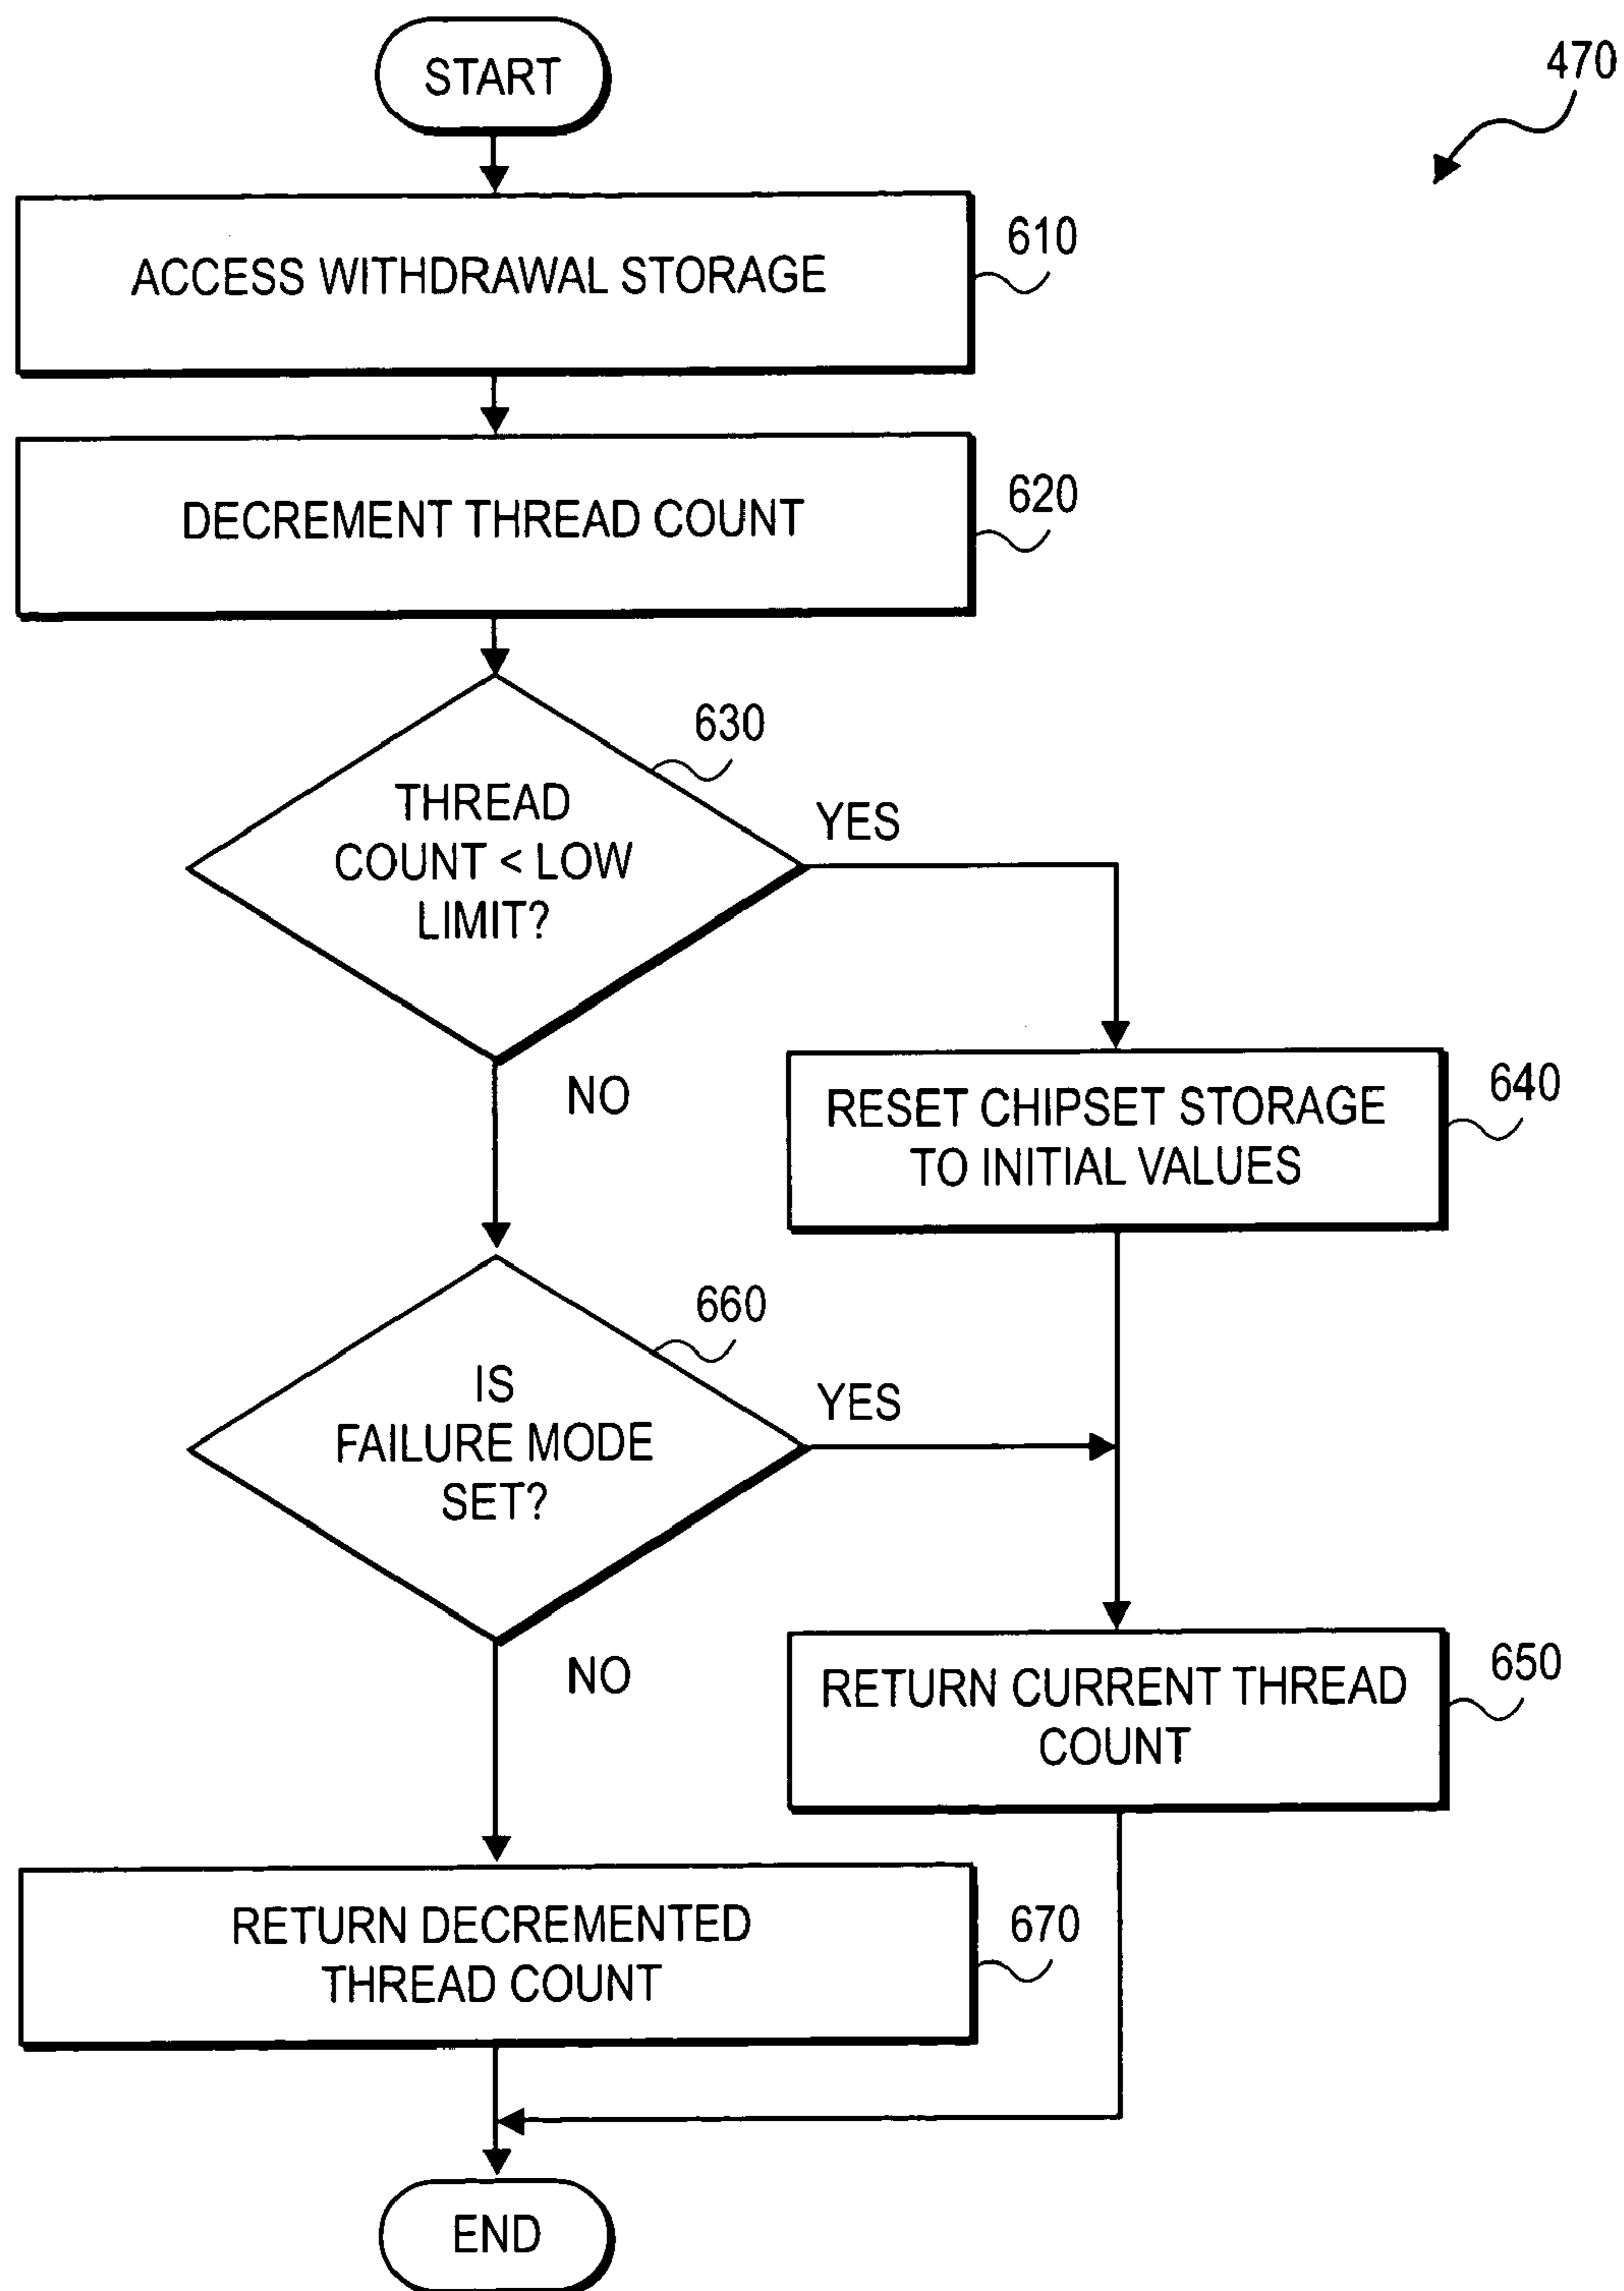 START
470
ACCESS WITHDRAWAL STORAGE
610
DECREMENT THREAD COUNT
620
THREAD
COUNT < LOW
LIMIT?
630
YES
NO
RESET CHIPSET STORAGE
TO INITIAL VALUES
640
IS
FAILURE MODE
SET?
660
YES
NO
RETURN CURRENT THREAD
COUNT
650
RETURN DECREMENTED
THREAD COUNT
670
END